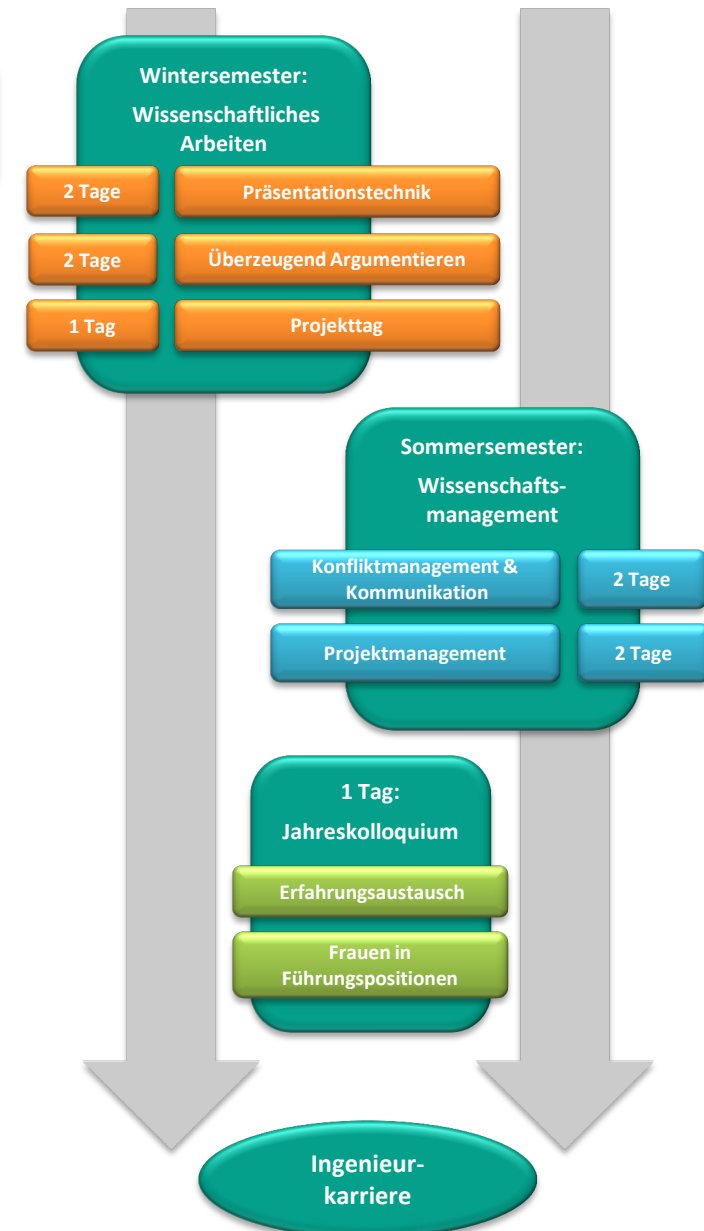 Wintersemester:
Wissenschaftliches
Arbeiten
2 Tage
Präsentationstechnik
2 Tage
Überzeugend Argumentieren
1 Tag
Projekttag
Sommersemester:
Wissenschafts-
management
Konfliktmanagement &
Kommunikation
2 Tage
Projektmanagement
2 Tage
1 Tag:
Jahreskolloquium
Erfahrungsaustausch
Frauen in
Führungspositionen
Ingenieur-
karriere